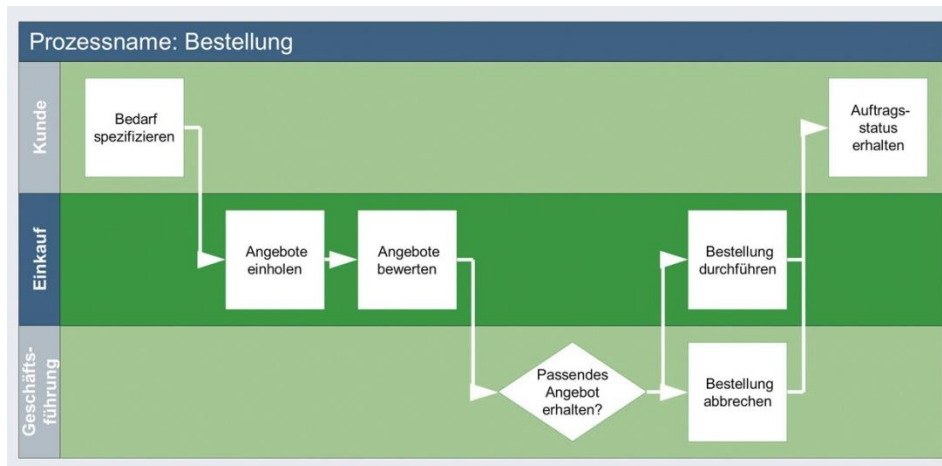 Prozessname: Bestellung
Kunde
Bedarf
spezifizieren
Auftrags-
status
erhalten
Einkauf
Angebote
einholen
Angebote
bewerten
Bestellung
durchführen
Geschäfts-
führung
Passendes
Angebot
erhalten?
Bestellung
abbrechen